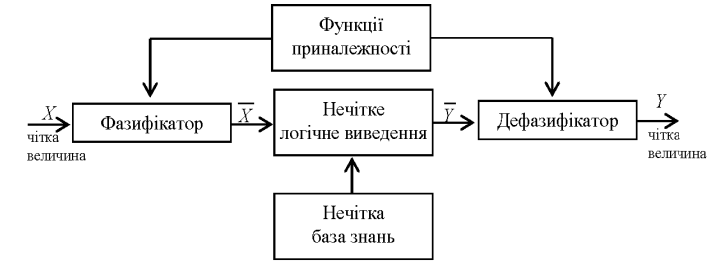 Функції
приналежності
X
чітка
величина
Фазифікатор
X̅
Нечітке
логічне виведення
Y̅
Дефазифікатор
Y
чітка
величина
Нечітка
база знань